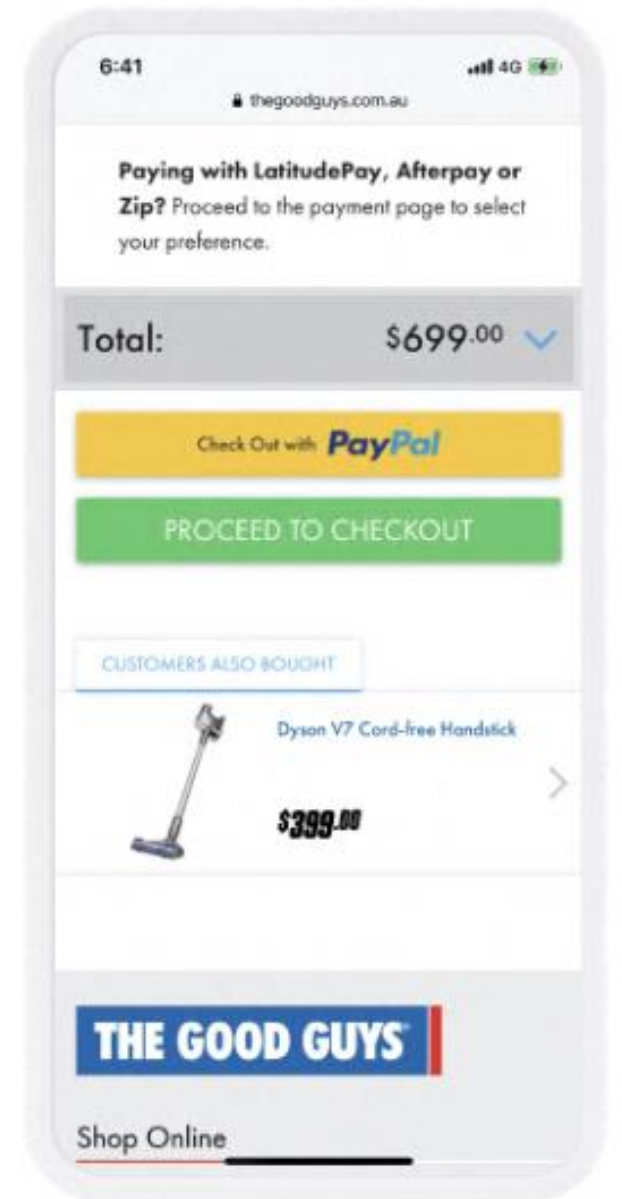 6:41
4G
thegoodguys.com.au
Paying with LatitudePay, Afterpay or
Zip? Proceed to the payment page to select
your preference.
Total: $699.00
Check Out with PayPal
PROCEED TO CHECKOUT
CUSTOMERS ALSO BOUGHT
Dyson V7 Cord-free Handstick
$399.00
THE GOOD GUYS
Shop Online